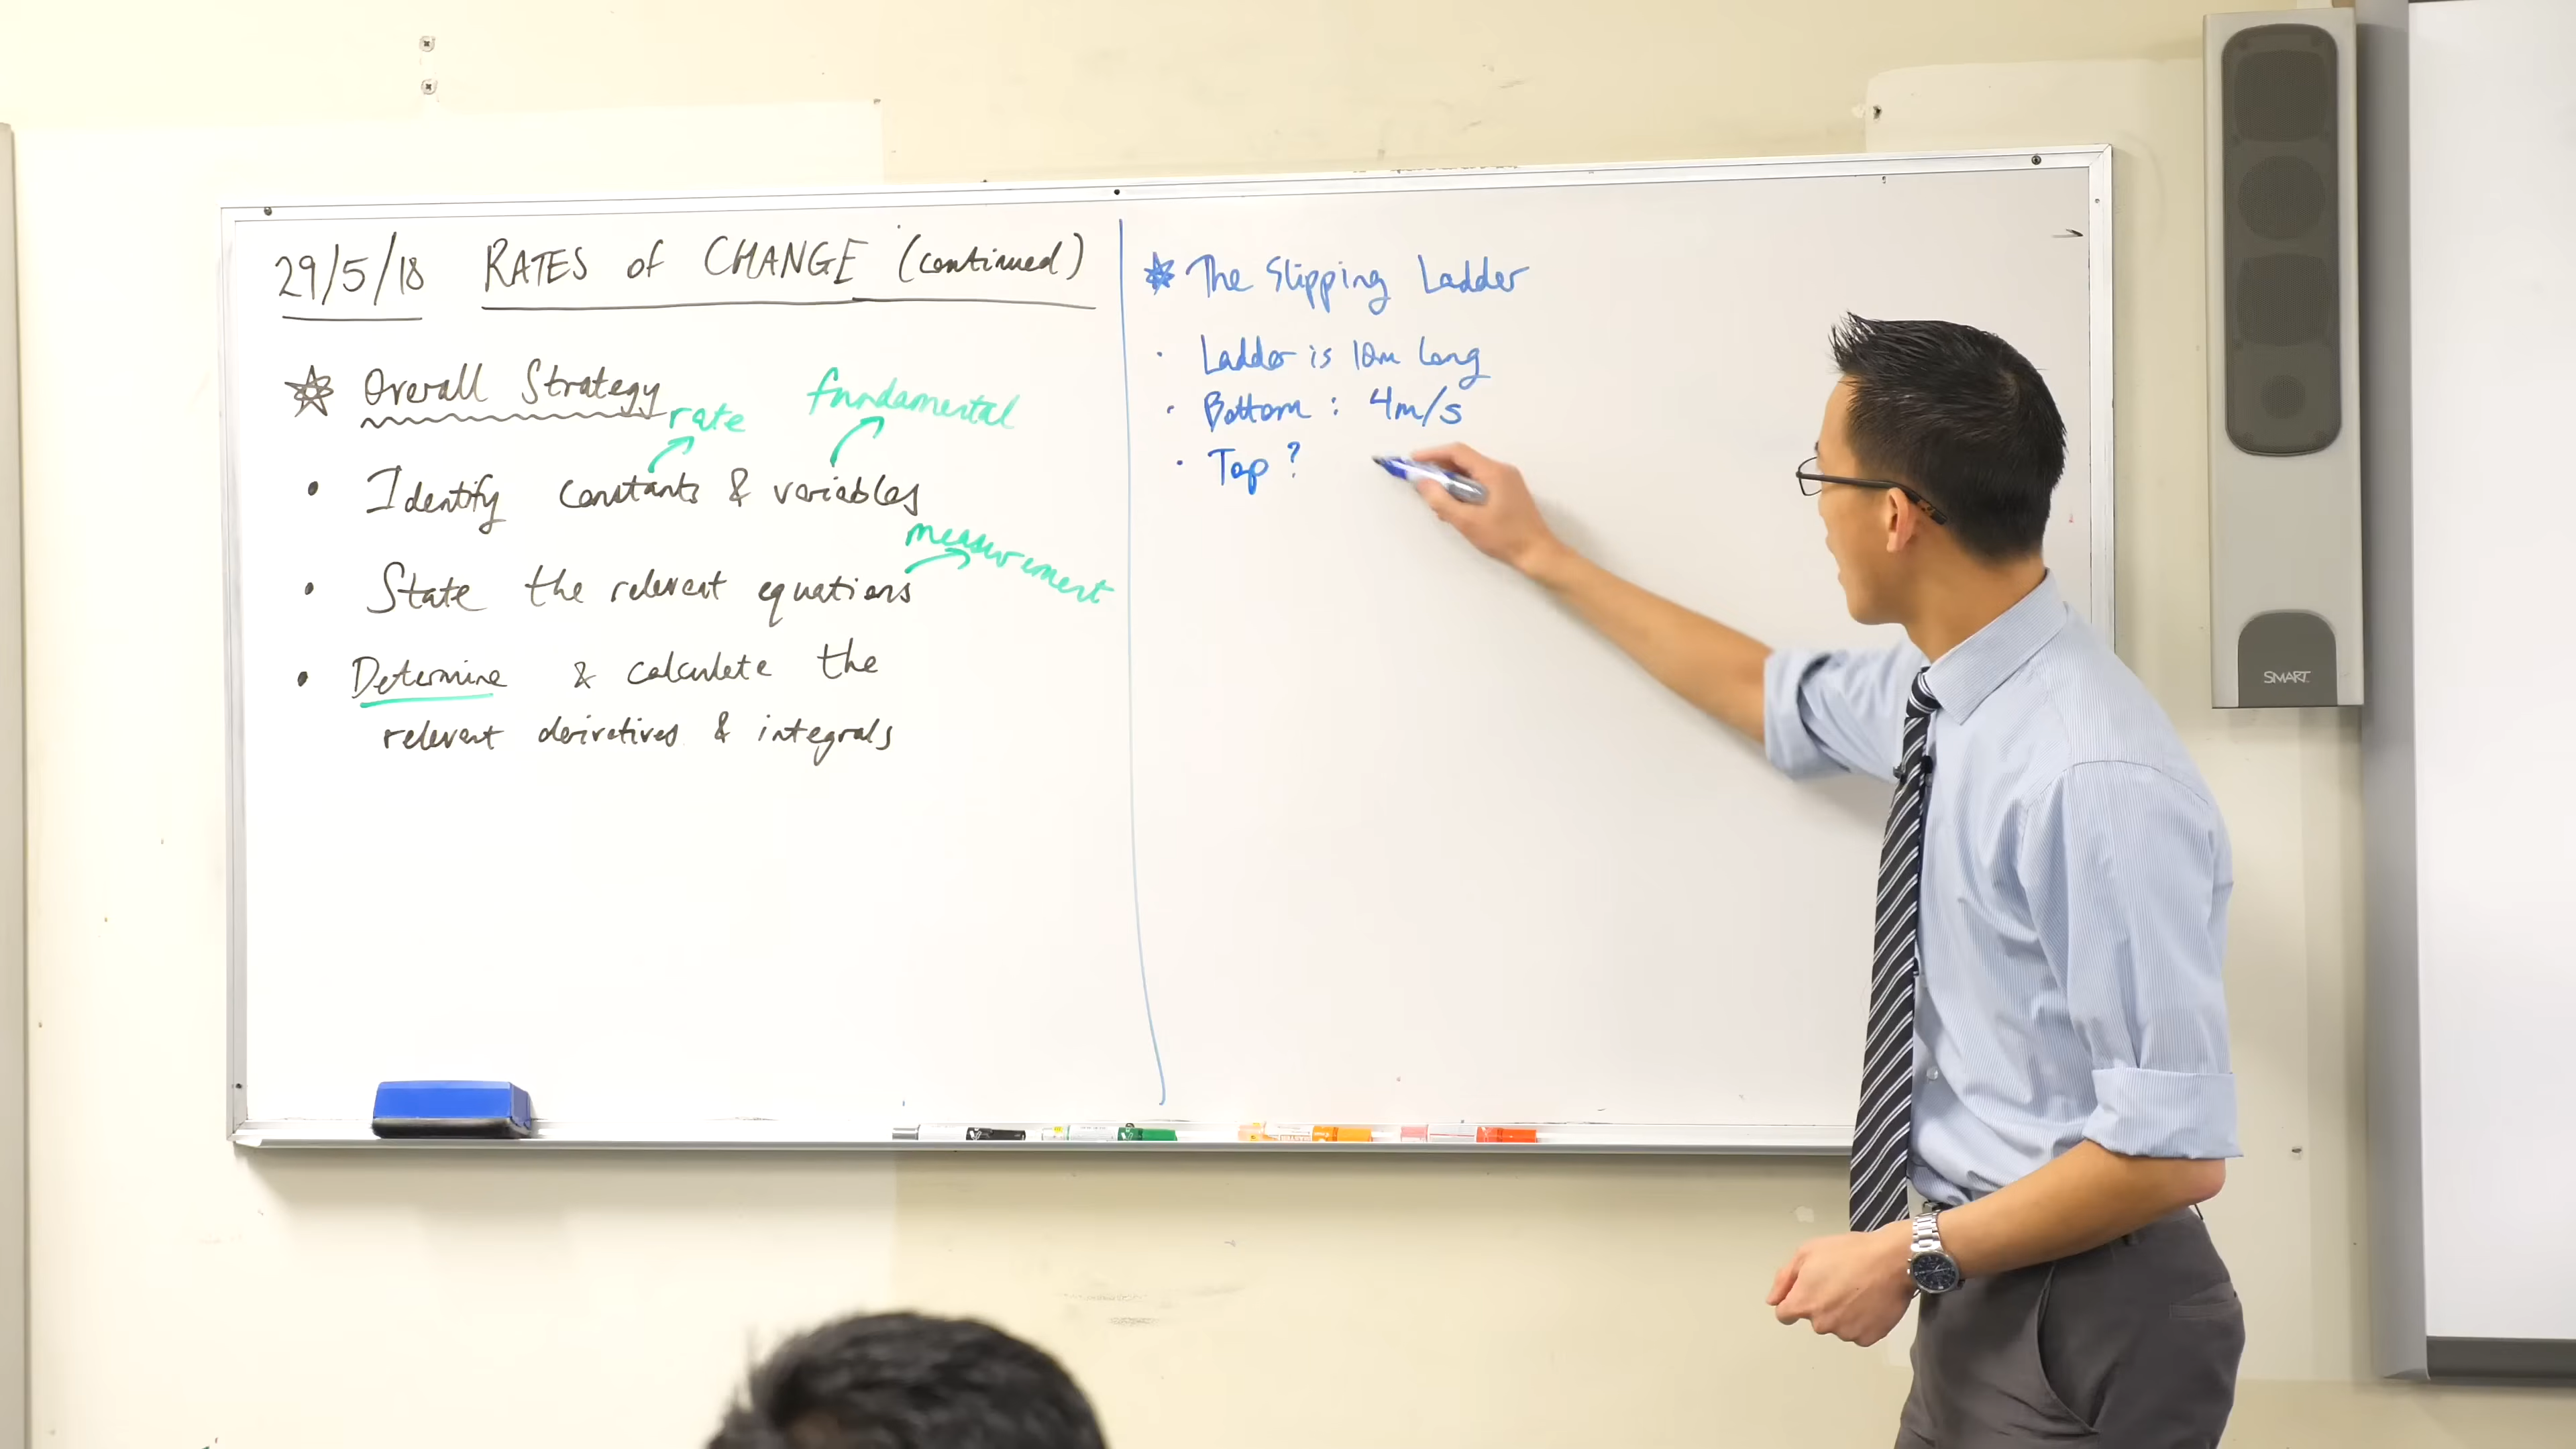 29/5/18 RATES of CHANGE (continued)
Overall Strategy
rate
fundamental
Identify constants & variables
measurement
State the relevant equations
Determine & calculate the
relevant derivatives & integrals
The Slipping Ladder
Ladder is 10m long
Bottom : 4m/s
Top ?
SMART